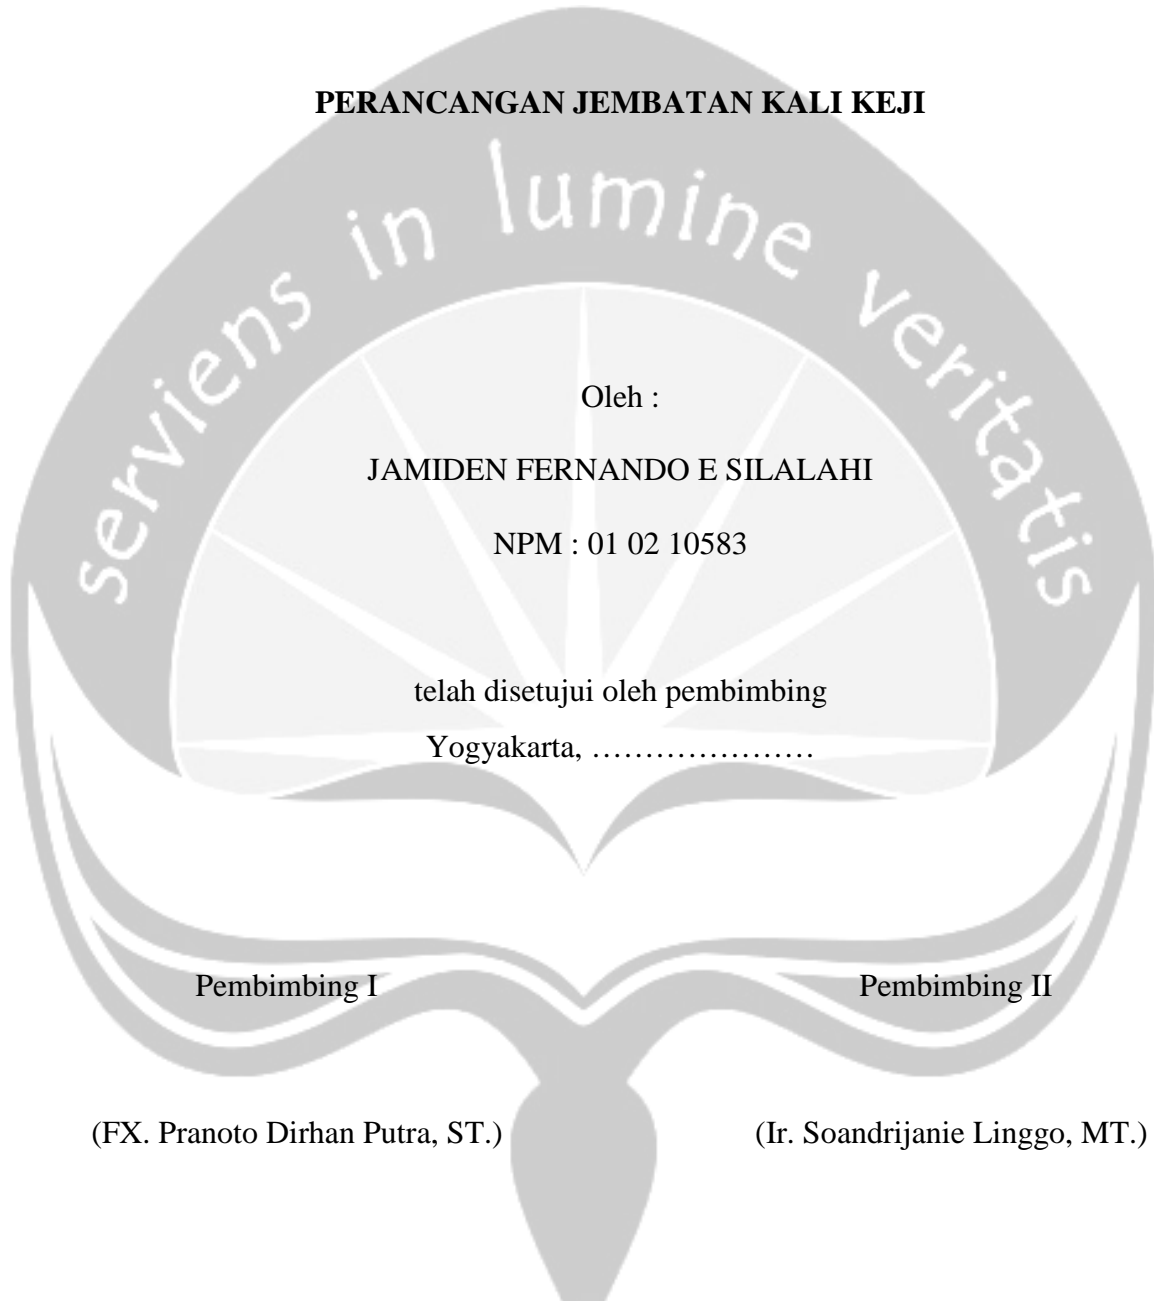 PERANCANGAN JEMBATAN KALI KEJI
serviens in lumine veritatis
Oleh :
JAMIDEN FERNANDO E SILALAHI
NPM : 01 02 10583
telah disetujui oleh pembimbing
Yogyakarta, …………………
Pembimbing I Pembimbing II
(FX. Pranoto Dirhan Putra, ST.) (Ir. Soandrijanie Linggo, MT.)